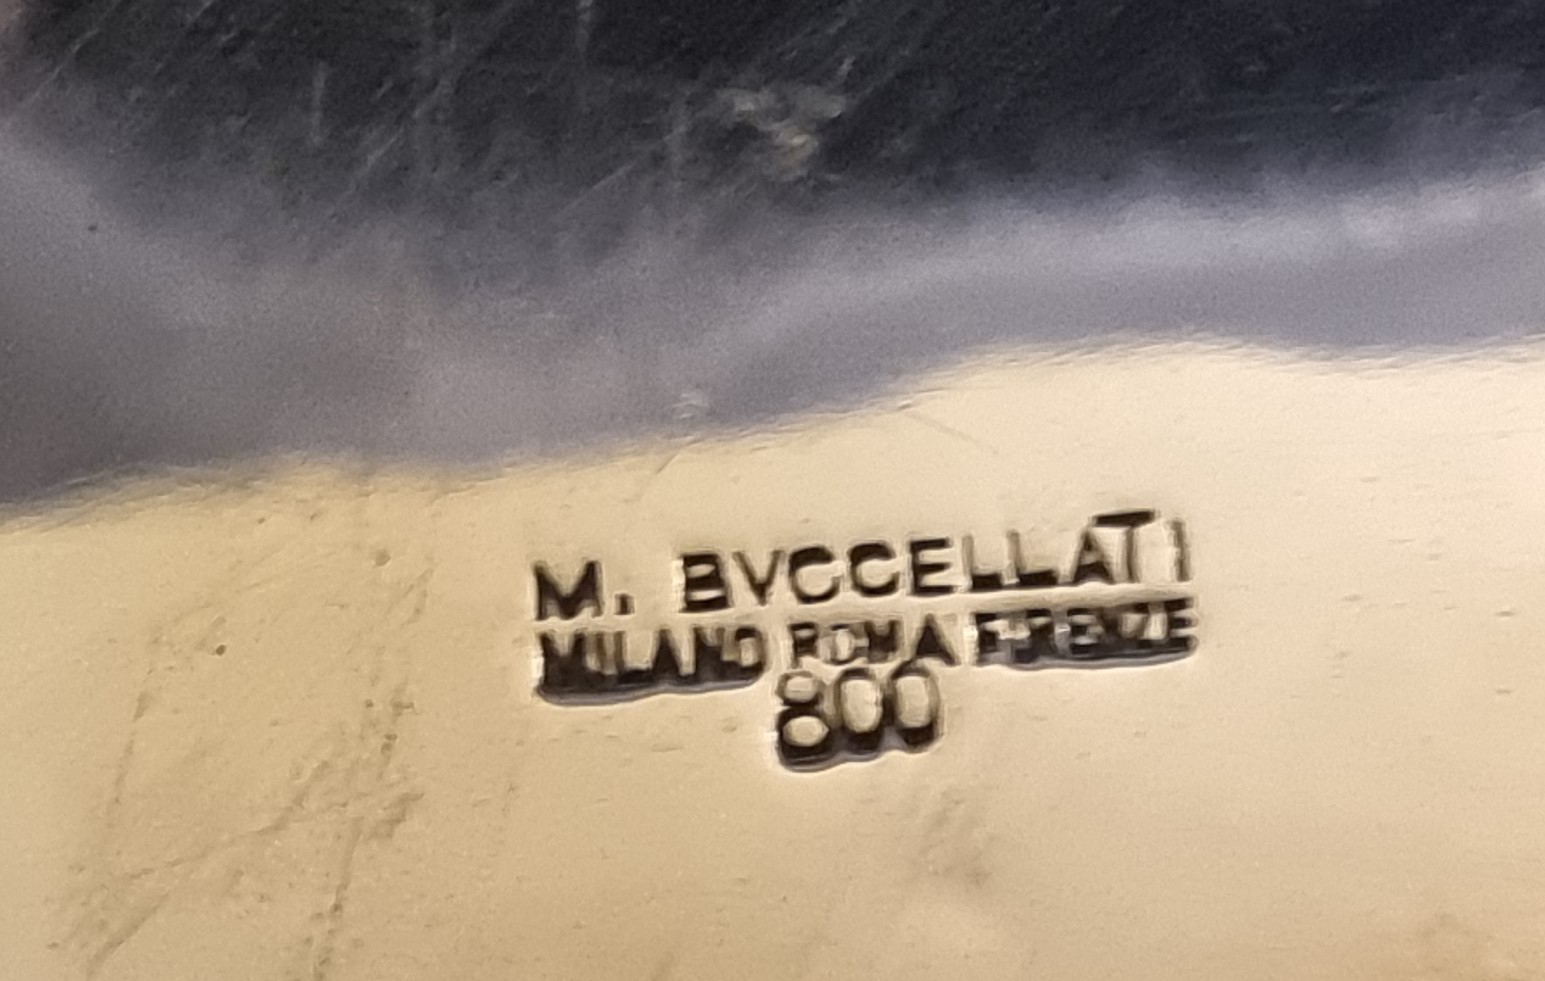 M. BVCCELLATI
MILANO ROMA FIRENZE
800